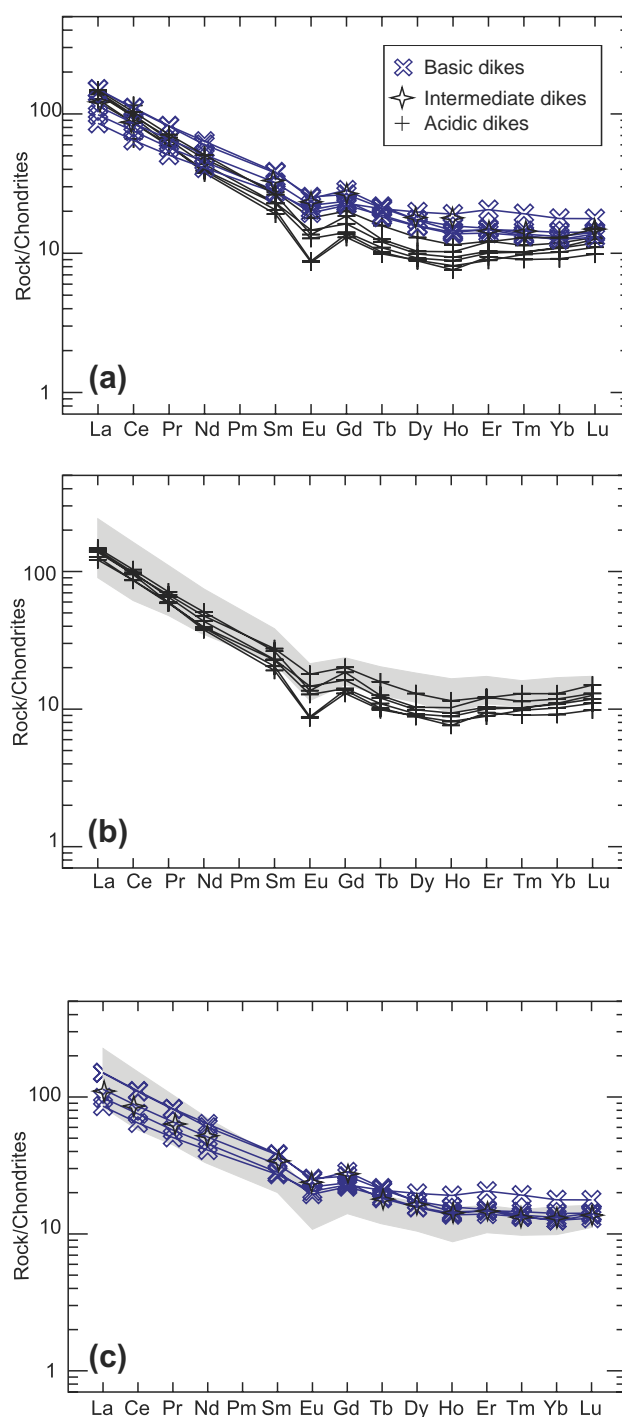 Basic dikes
Intermediate dikes
Acidic dikes
100
10
1
Rock/Chondrites
(a)
La Ce Pr Nd Pm Sm Eu Gd Tb Dy Ho Er Tm Yb Lu
100
10
1
Rock/Chondrites
(b)
La Ce Pr Nd Pm Sm Eu Gd Tb Dy Ho Er Tm Yb Lu
100
10
1
Rock/Chondrites
(c)
La Ce Pr Nd Pm Sm Eu Gd Tb Dy Ho Er Tm Yb Lu